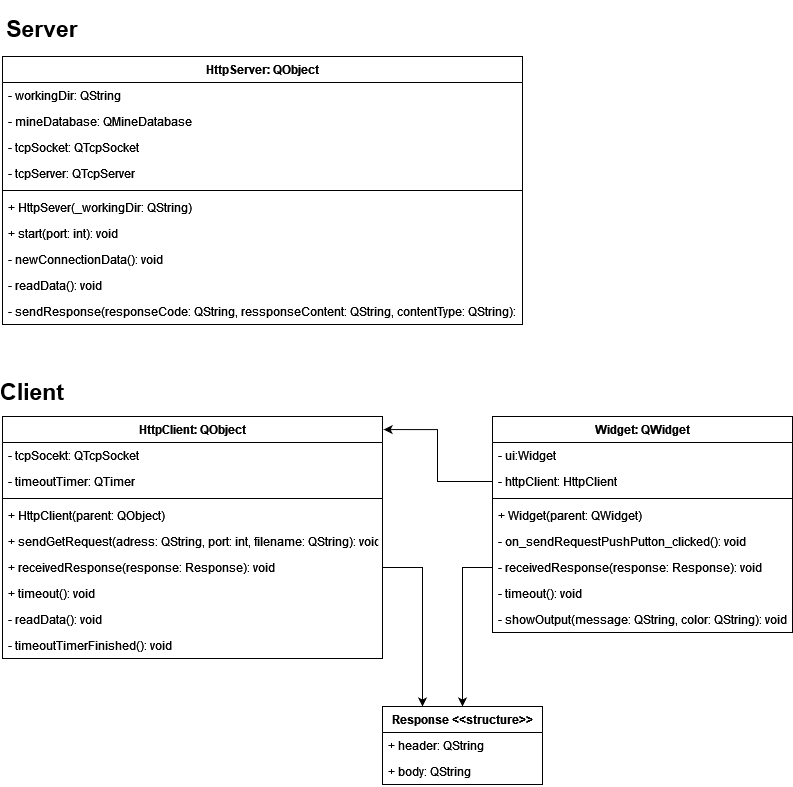 Server
HttpServer: QObject
- workingDir: QString
- mineDatabase: QMineDatabase
- tcpSocket: QTcpSocket
- tcpServer: QTcpServer
+ HttpSever(_workingDir: QString)
+ start(port: int): void
- newConnectionData(): void
- readData(): void
- sendResponse(responseCode: QString, ressponseContent: QString, contentType: QString):
Client
HttpClient: QObject
- tcpSocekt: QTcpSocket
- timeoutTimer: QTimer
+ HttpClient(parent: QObject)
+ sendGetRequest(adress: QString, port: int, filename: QString): void
+ receivedResponse(response: Response): void
+ timeout(): void
- readData(): void
- timeoutTimerFinished(): void
Widget: QWidget
- ui:Widget
- httpClient: HttpClient
+ Widget(parent: QWidget)
- on_sendRequestPushPutton_clicked(): void
- receivedResponse(response: Response): void
- timeout(): void
- showOutput(message: QString, color: QString): void
Response <<structure>>
+ header: QString
+ body: QString